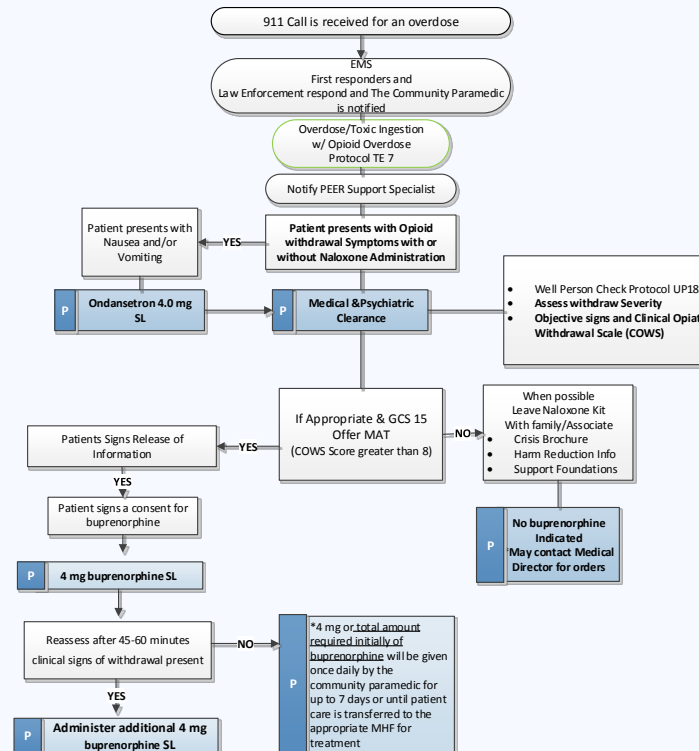 911 Call is received for an overdose
EMS
First responders and
Law Enforcement respond and The Community Paramedic
is notified
Overdose/Toxic Ingestion
w/ Opioid Overdose
Protocol TE 7
Notify PEER Support Specialist
Patient presents with
Nausea and/or
Vomiting
YES
Patient presents with Opioid
withdrawal Symptoms with or
without Naloxone Administration
P
Ondansetron 4.0 mg
SL
P
Medical &Psychiatric
Clearance
• Well Person Check Protocol UP18
• Assess withdraw Severity
• Objective signs and Clinical Opiat
Withdrawal Scale (COWS)
If Appropriate & GCS 15
Offer MAT
(COWS Score greater than 8)
NO
When possible
Leave Naloxone Kit
With family/Associate
• Crisis Brochure
• Harm Reduction Info
• Support Foundations
YES
Patients Signs Release of
Information
YES
Patient signs a consent for
buprenorphine
P
No buprenorphine
Indicated
*May contact Medical
Director for orders
P
4 mg buprenorphine SL
Reassess after 45-60 minutes
clinical signs of withdrawal present
NO
P
*4 mg or total amount
required initially of
buprenorphine will be given
once daily by the
community paramedic for
up to 7 days or until patient
care is transferred to the
appropriate MHF for
treatment
YES
P
Administer additional 4 mg
buprenorphine SL